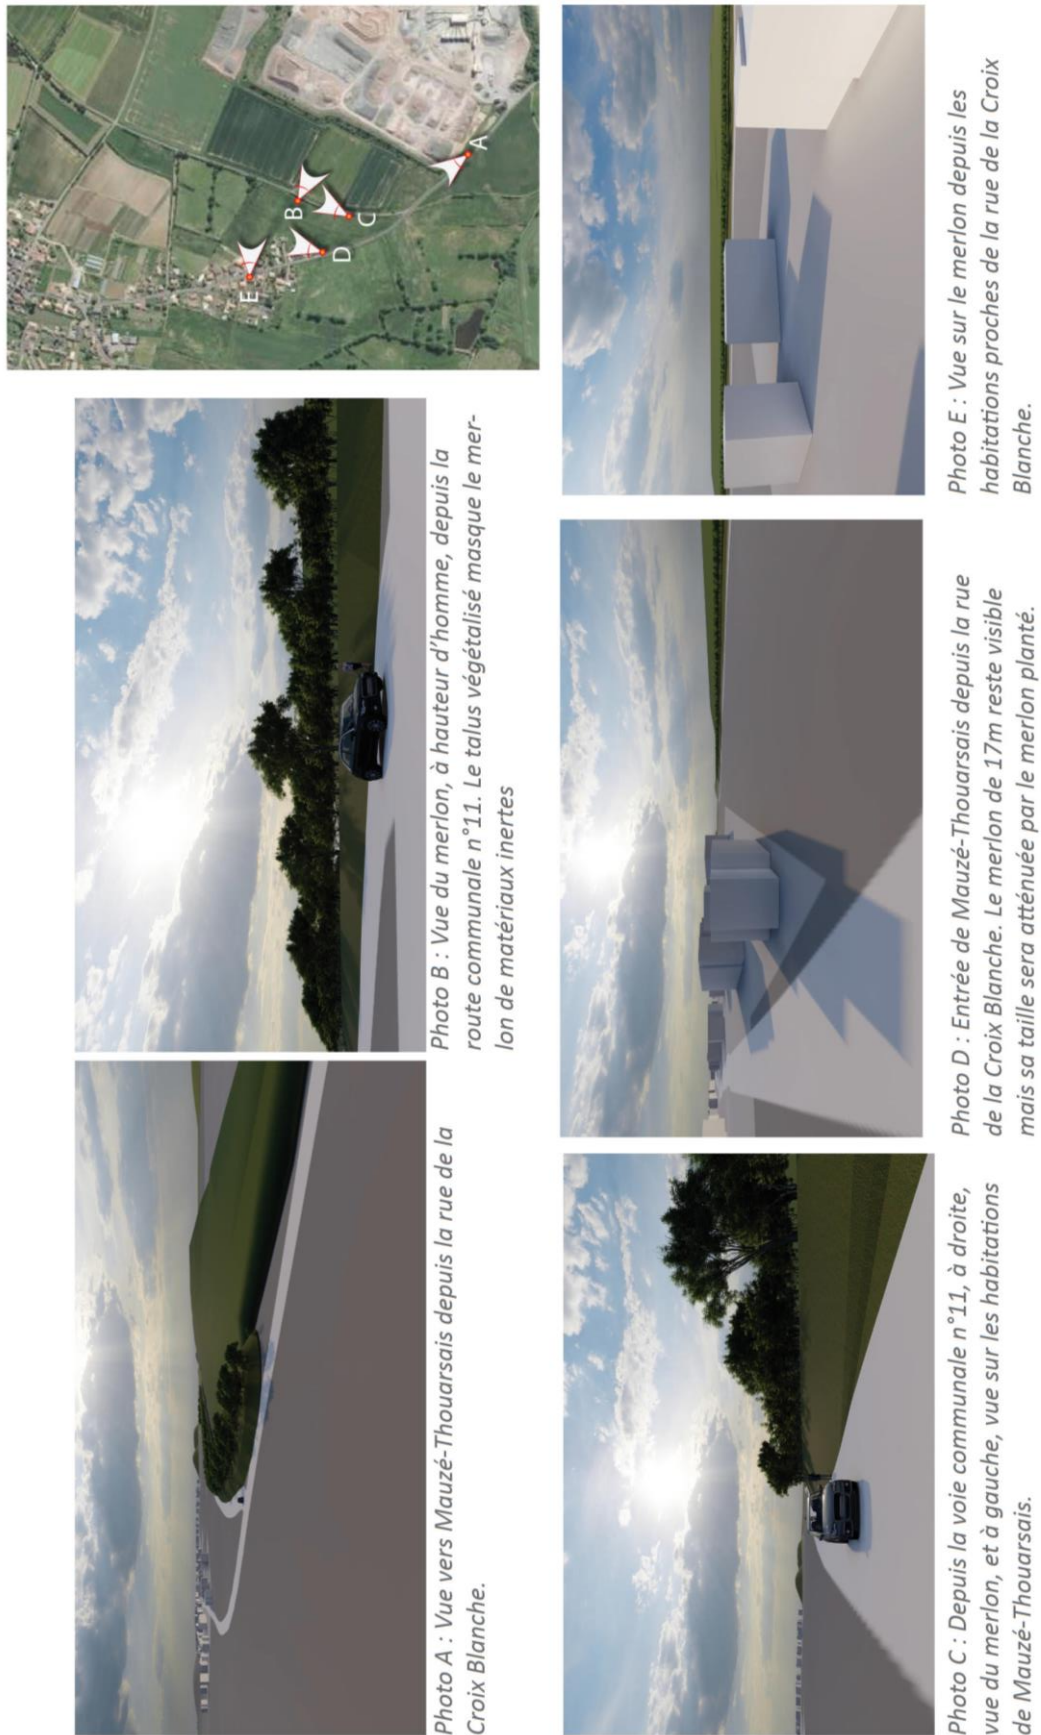 Photo A : Vue vers Mauzé-Thouarsais depuis la rue de la
Croix Blanche.
Photo B : Vue du merlon, à hauteur d'homme, depuis la
route communale n°11. Le talus végétalisé masque le mer-
lon de matériaux inertes
B
A
C
D
E
Photo C : Depuis la voie communale n°11, à droite,
vue du merlon, et à gauche, vue sur les habitations
de Mauzé-Thouarsais.
Photo D : Entrée de Mauzé-Thouarsais depuis la rue
de la Croix Blanche. Le merlon de 17m reste visible
mais sa taille sera atténuée par le merlon planté.
Photo E : Vue sur le merlon depuis les
habitations proches de la rue de la Croix
Blanche.